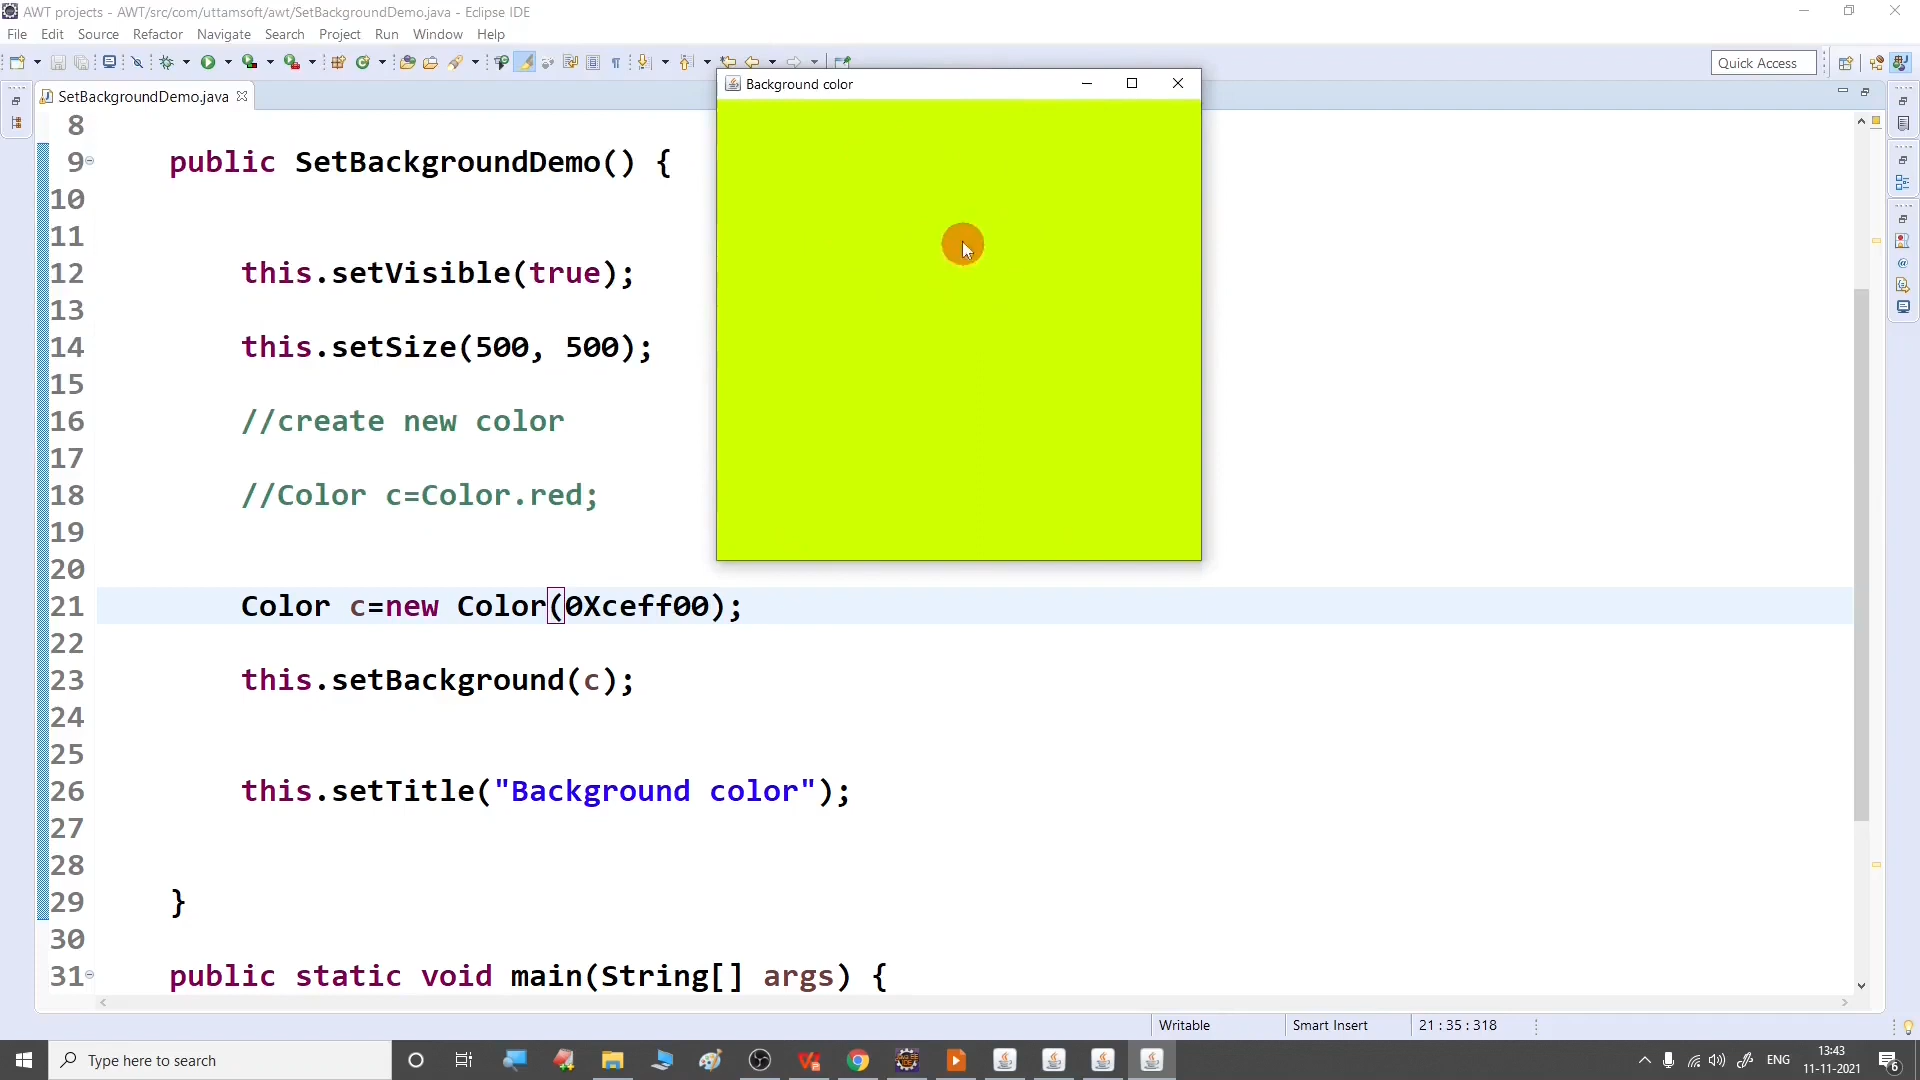 AWT projects - AWT/src/com/uttamsoft/awt/SetBackgroundDemo.java - Eclipse IDE
File Edit Source Refactor Navigate Search Project Run Window Help
Quick Access
SetBackgroundDemo.java
Background color
8
9 public SetBackgroundDemo() {
10
11
12 this.setVisible(true);
13
14 this.setSize(500, 500);
15
16 //create new color
17
18 //Color c=Color.red;
19
20
21 Color c=new Color(0Xceff00);
22
23 this.setBackground(c);
24
25
26 this.setTitle("Background color");
27
28
29 }
30
31 public static void main(String[] args) {
Writable Smart Insert 21 : 35 : 318
Type here to search
ENG
13:43
11-11-2021
6